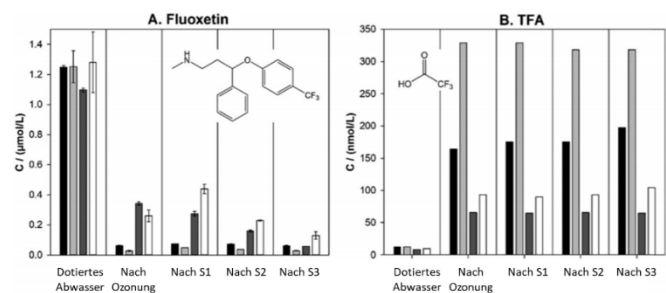 A. Fluoxetin
B. TFA
C / (µmol/L)
1.4
1.2
1.0
0.8
0.6
0.4
0.2
0.0
HN
O
CF3
Dotiertes
Abwasser
Nach
Ozonung
Nach S1
Nach S2
Nach S3
C / (nmol/L)
350
300
250
200
150
100
50
0
O
HO
CF3
Dotiertes
Abwasser
Nach
Ozonung
Nach S1
Nach S2
Nach S3